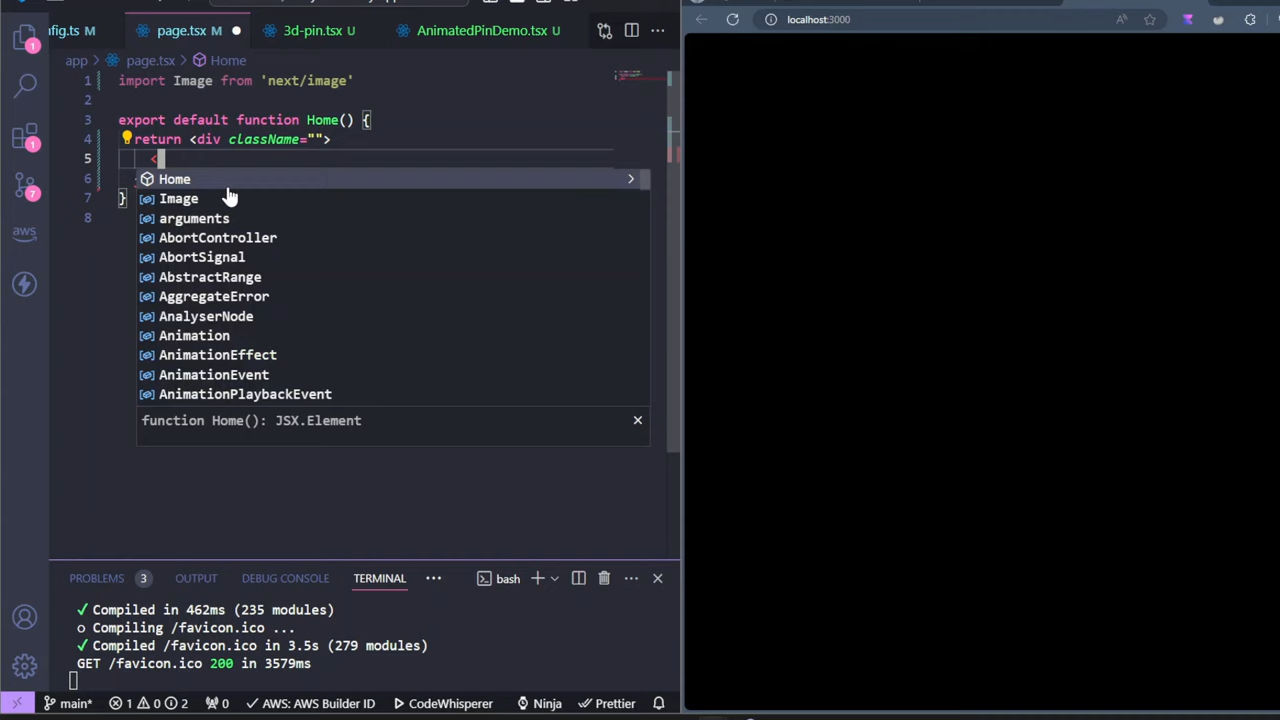 fig.ts M
page.tsx M
3d-pin.tsx U
AnimatedPinDemo.tsx U
localhost:3000
app > page.tsx > Home
1 import Image from 'next/image'
2
3 export default function Home() {
4 return <div className="">
5 <
6
7 }
8
Home
Image
arguments
AbortController
AbortSignal
AbstractRange
AggregateError
AnalyserNode
Animation
AnimationEffect
AnimationEvent
AnimationPlaybackEvent
function Home(): JSX.Element
1
1
7
aws
PROBLEMS 3 OUTPUT DEBUG CONSOLE TERMINAL ... bash
✓ Compiled in 462ms (235 modules)
o Compiling /favicon.ico ...
✓ Compiled /favicon.ico in 3.5s (279 modules)
GET /favicon.ico 200 in 3579ms
main* 1 0 2 0 AWS: AWS Builder ID CodeWhisperer Ninja Prettier